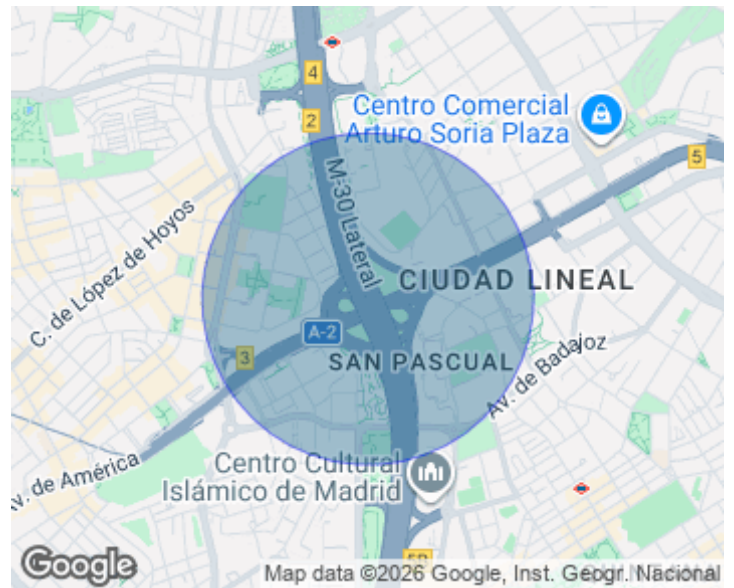 4
2
Centro Comercial
Arturo Soria Plaza
5
M-30 Lateral
C. de López de Hoyos
CIUDAD LINEAL
A-2
3
SAN PASCUAL
Av. de Badajoz
Av. de América
Centro Cultural
Islámico de Madrid
Google
Map data ©2026 Google, Inst. Geogr. Nacional